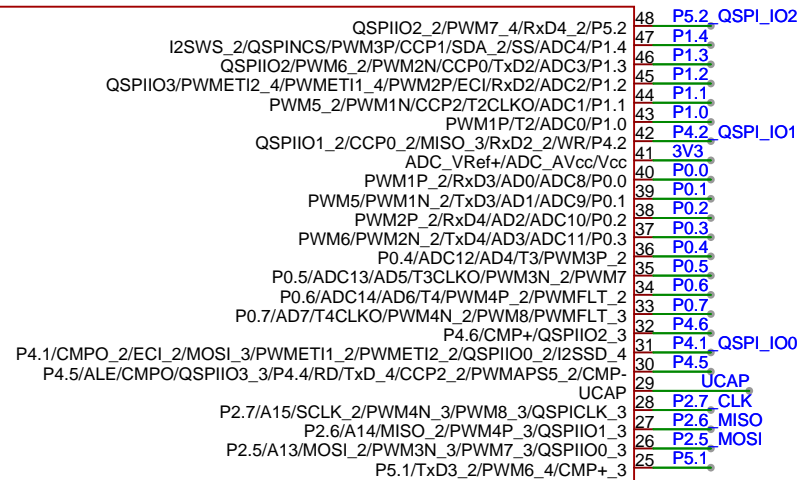 QSPIIO2_2/PWM7_4/RxD4_2/P5.2 48 P5.2_QSPI_IO2
I2SWS_2/QSPINCS/PWM3P/CCP1/SDA_2/SS/ADC4/P1.4 47 P1.4
QSPIIO2/PWM6_2/PWM2N/CCP0/TxD2/ADC3/P1.3 46 P1.3
QSPIIO3/PWMETI2_4/PWMETI1_4/PWM2P/ECI/RxD2/ADC2/P1.2 45 P1.2
PWM5_2/PWM1N/CCP2/T2CLKO/ADC1/P1.1 44 P1.1
PWM1P/T2/ADC0/P1.0 43 P1.0
QSPIIO1_2/CCP0_2/MISO_3/RxD2_2/WR/P4.2 42 P4.2_QSPI_IO1
ADC_VRef+/ADC_AVcc/Vcc 41 3V3
PWM1P_2/RxD3/AD0/ADC8/P0.0 40 P0.0
PWM5/PWM1N_2/TxD3/AD1/ADC9/P0.1 39 P0.1
PWM2P_2/RxD4/AD2/ADC10/P0.2 38 P0.2
PWM6/PWM2N_2/TxD4/AD3/ADC11/P0.3 37 P0.3
P0.4/ADC12/AD4/T3/PWM3P_2 36 P0.4
P0.5/ADC13/AD5/T3CLKO/PWM3N_2/PWM7 35 P0.5
P0.6/ADC14/AD6/T4/PWM4P_2/PWMFLT_2 34 P0.6
P0.7/AD7/T4CLKO/PWM4N_2/PWM8/PWMFLT_3 33 P0.7
P4.6/CMP+/QSPIIO2_3 32 P4.6
P4.1/CMPO_2/ECI_2/MOSI_3/PWMETI1_2/PWMETI2_2/QSPIIO0_2/I2SSD_4 31 P4.1_QSPI_IO0
P4.5/ALE/CMPO/QSPIIO3_3/P4.4/RD/TxD_4/CCP2_2/PWMAPS5_2/CMP- 30 P4.5
UCAP 29 UCAP
P2.7/A15/SCLK_2/PWM4N_3/PWM8_3/QSPICLK_3 28 P2.7_CLK
P2.6/A14/MISO_2/PWM4P_3/QSPIIO1_3 27 P2.6_MISO
P2.5/A13/MOSI_2/PWM3N_3/PWM7_3/QSPIIO0_3 26 P2.5_MOSI
P5.1/TxD3_2/PWM6_4/CMP+_3 25 P5.1